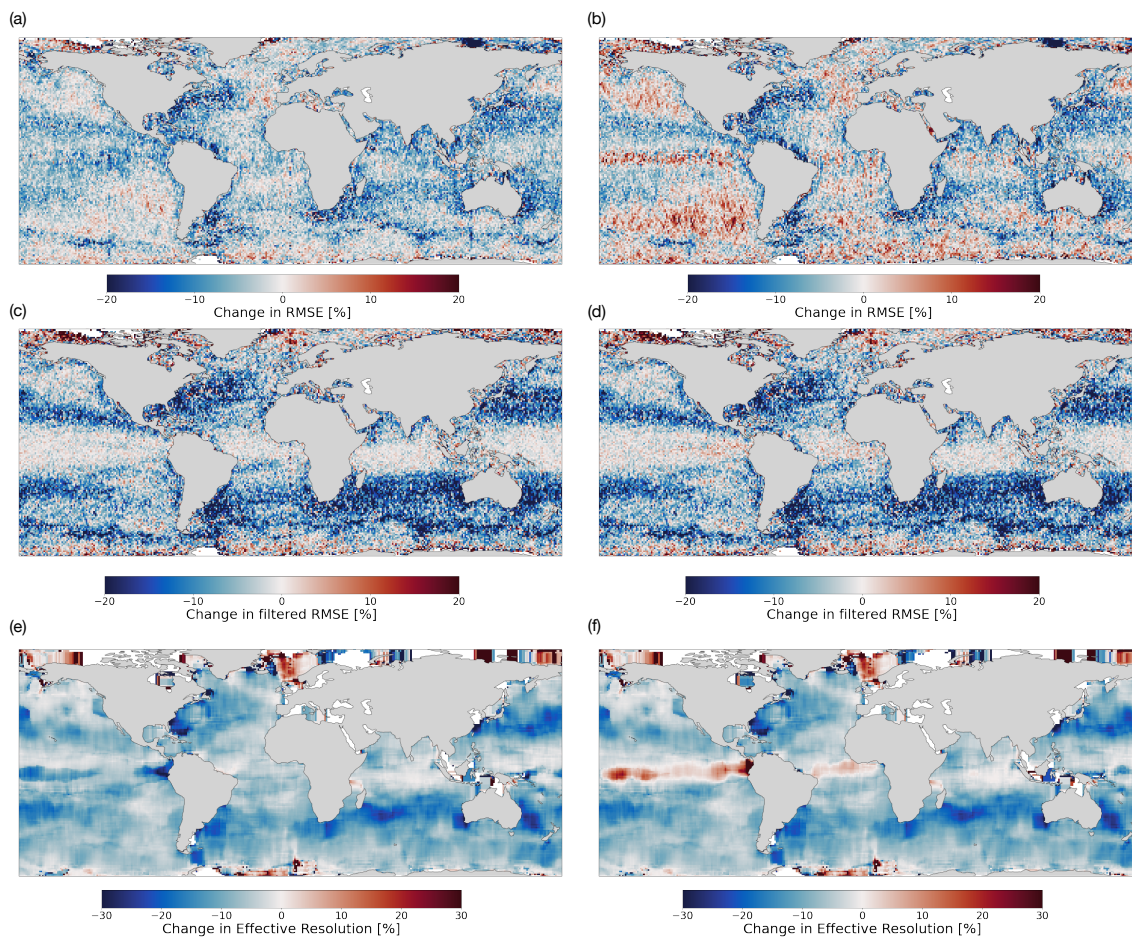 (a) (b)
−20 −10 0 10 20 −20 −10 0 10 20
Change in RMSE [%] Change in RMSE [%]
(c) (d)
−20 −10 0 10 20 −20 −10 0 10 20
Change in filtered RMSE [%] Change in filtered RMSE [%]
(e) (f)
−30 −20 −10 0 10 20 30 −30 −20 −10 0 10 20 30
Change in Effective Resolution [%] Change in Effective Resolution [%]